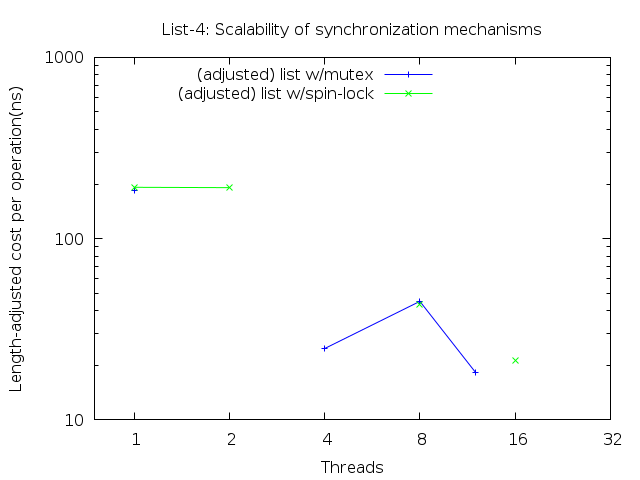 List-4: Scalability of synchronization mechanisms
1000
(adjusted) list w/mutex
(adjusted) list w/spin-lock
Length-adjusted cost per operation(ns)
100
10
1 2 4 8 16 32
Threads